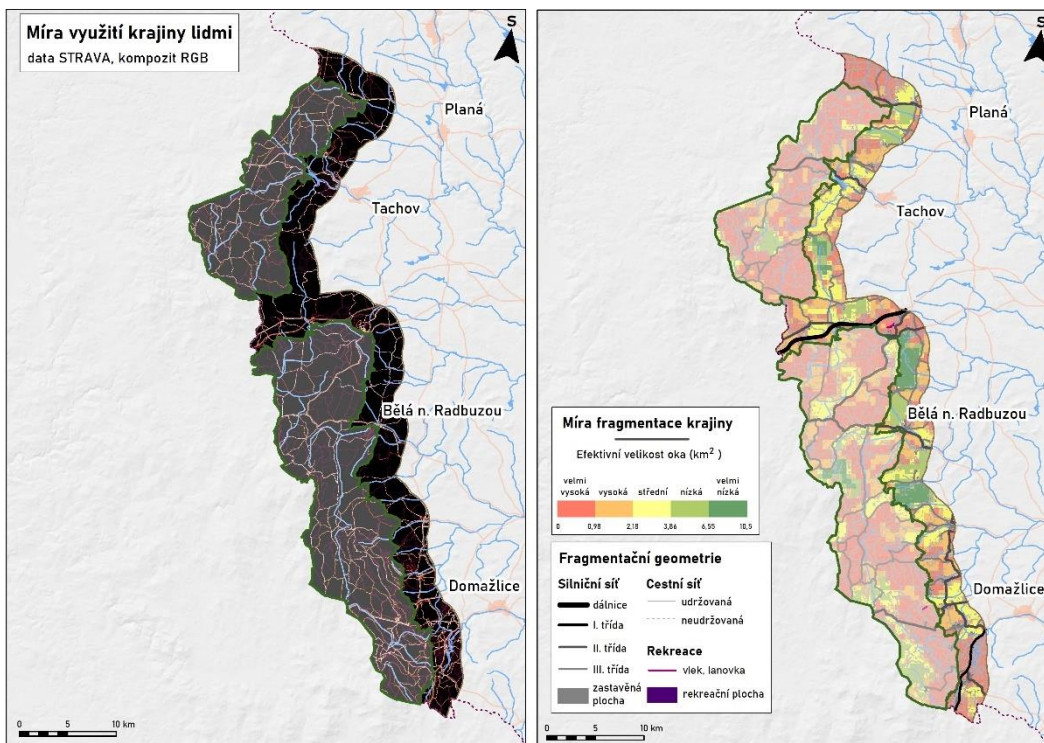 Míra využití krajiny lidmi
data STRAVA, kompozit RGB
S
Planá
Tachov
Bělá n. Radbuzou
Domažlice
0 5 10 km
S
Planá
Tachov
Bělá n. Radbuzou
Domažlice
Míra fragmentace krajiny
Efektivní velikost oka (km²)
velmi vysoká
vysoká
střední
nízká
velmi nízká
0 0,98 2,18 3,86 6,55 10,5
Fragmentační geometrie
Silniční síť
dálnice
I. třída
II. třída
III. třída
zastavěná
plocha
Cestní síť
udržovaná
neudržovaná
Rekreace
vlek, lanovka
rekreační plocha
0 5 10 km